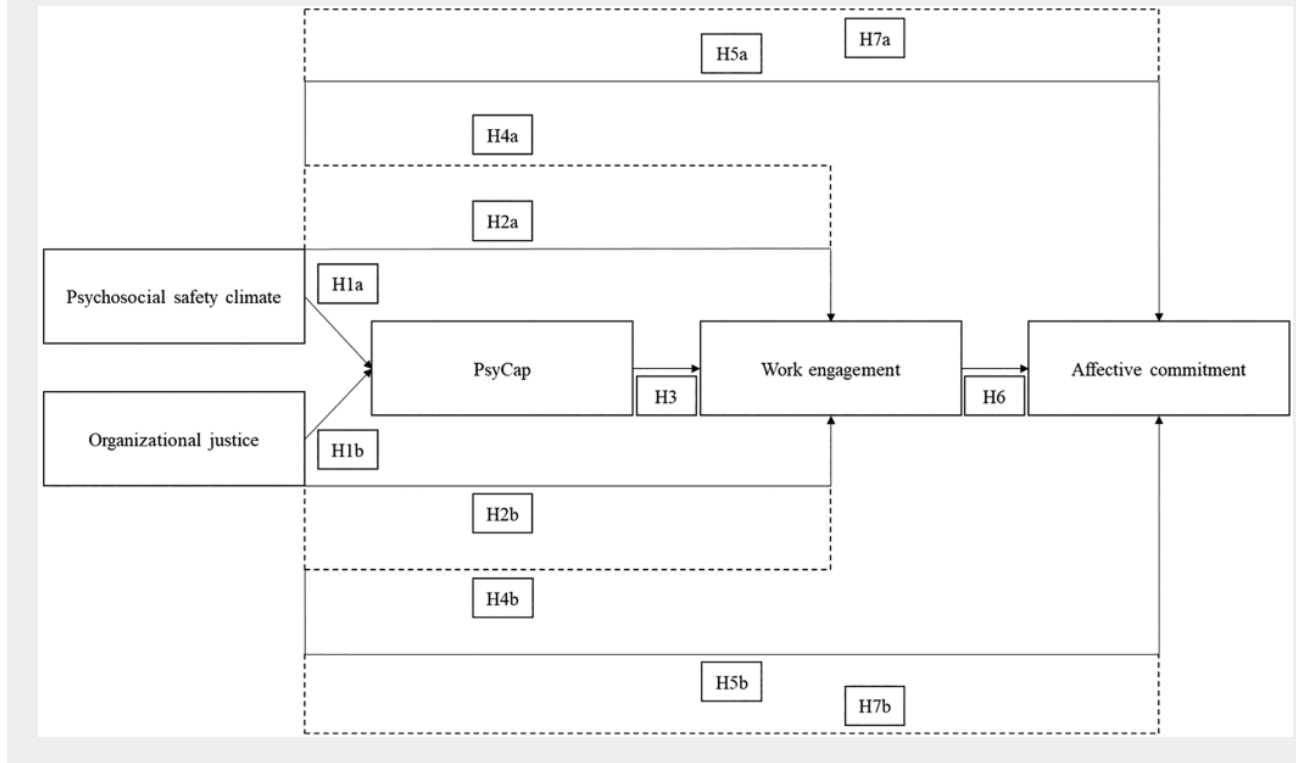 H7a
H5a
H4a
H2a
Psychosocial safety climate
H1a
PsyCap
Work engagement
Affective commitment
H3
H6
Organizational justice
H1b
H2b
H4b
H5b
H7b